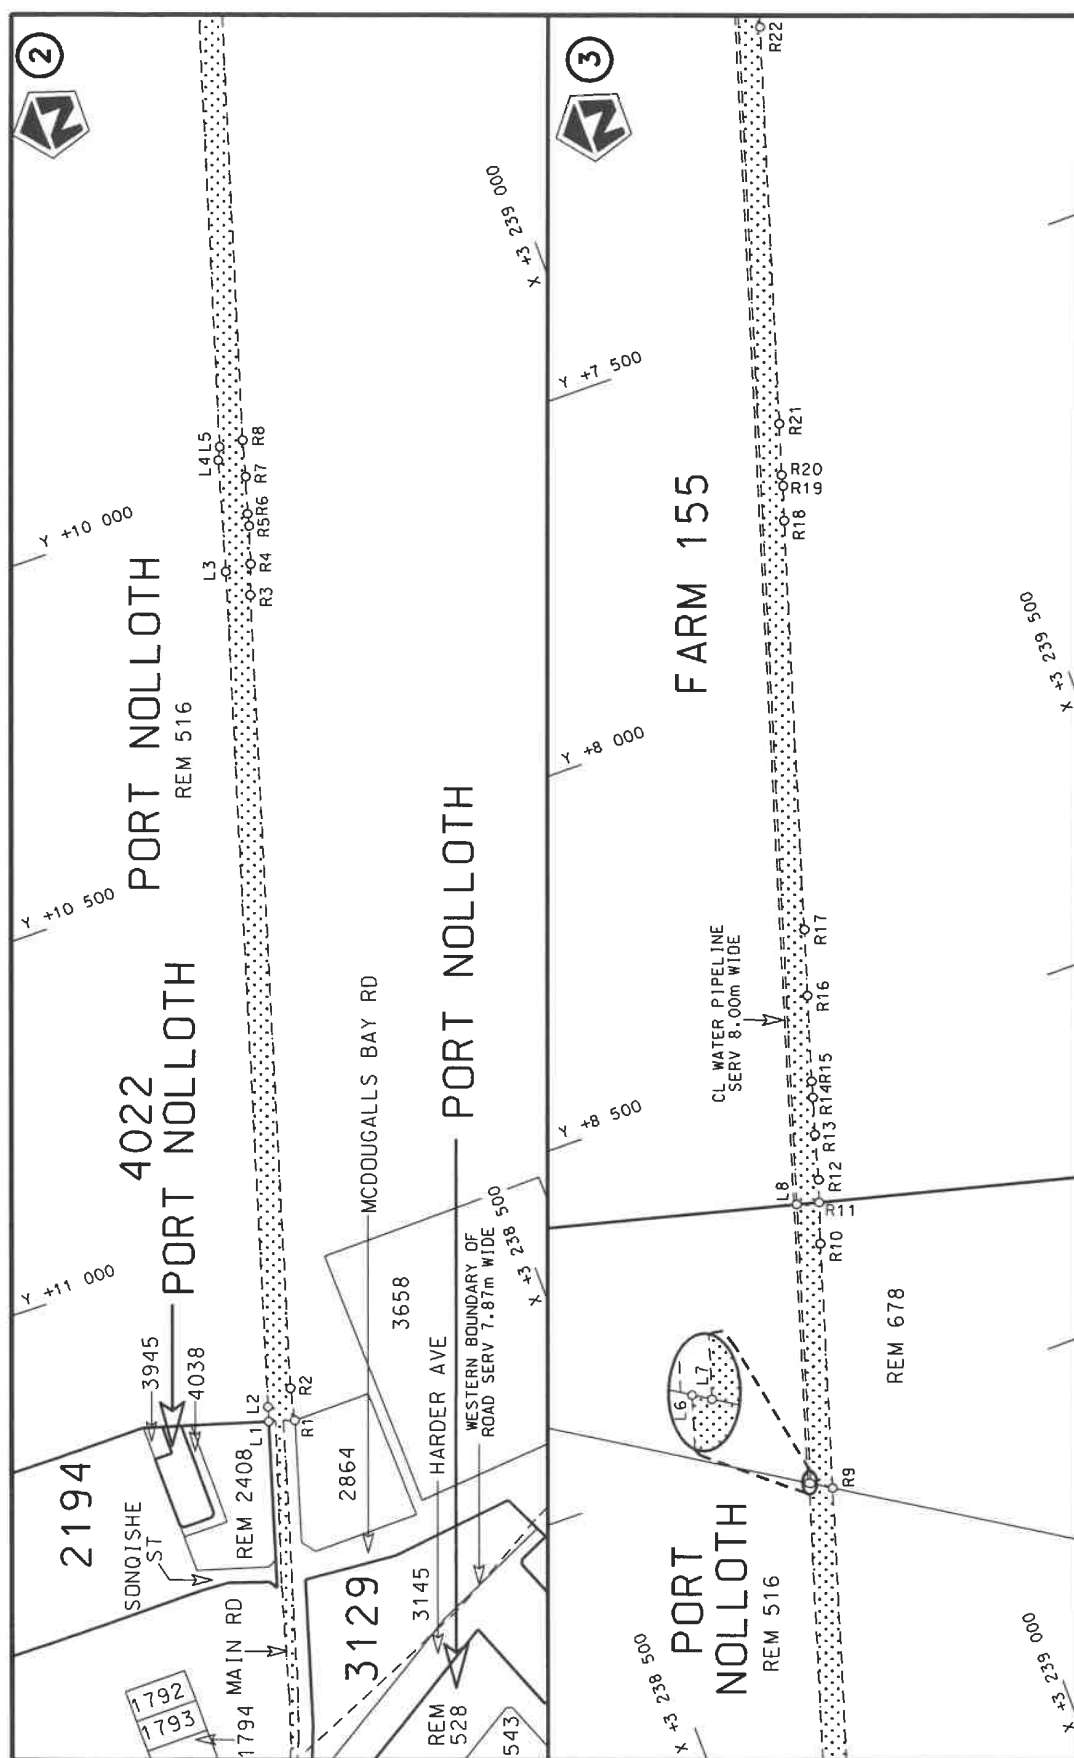 2
N
X +3 239 000
L4 L5
R8
R7
R5R6
R4
R3
L3
Y +10 000
PORT NOLLOTH
REM 516
Y +10 500
4022
PORT NOLLOTH
MCDOUGALLS BAY RD
PORT NOLLOTH
Y +11 000
3945
4038
L2
L1
R2
R1
3658
X +3 238 500
WESTERN BOUNDARY OF
ROAD SERV 7.87m WIDE
HARDER AVE
2194
REM 2408
2864
SONQISHE
ST
3129
3145
MAIN RD
1792
1793
1794
REM
528
543
3
N
R22
Y +7 500
R21
R20
R19
R18
FARM 155
X +3 239 500
Y +8 000
R17
R16
CL WATER PIPELINE
SERV 8.00m WIDE
R14R15
R13
R12
R11
R10
L8
Y +8 500
REM 678
L6
L7
R9
PORT
NOLLOTH
REM 516
X +3 238 500
X +3 239 000